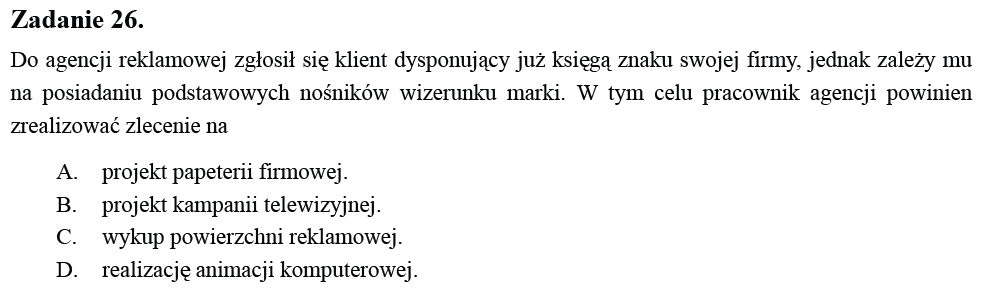 Zadanie 26.
Do agencji reklamowej zgłosił się klient dysponujący już księgą znaku swojej firmy, jednak zależy mu
na posiadaniu podstawowych nośników wizerunku marki. W tym celu pracownik agencji powinien
zrealizować zlecenie na
A. projekt papeterii firmowej.
B. projekt kampanii telewizyjnej.
C. wykup powierzchni reklamowej.
D. realizację animacji komputerowej.